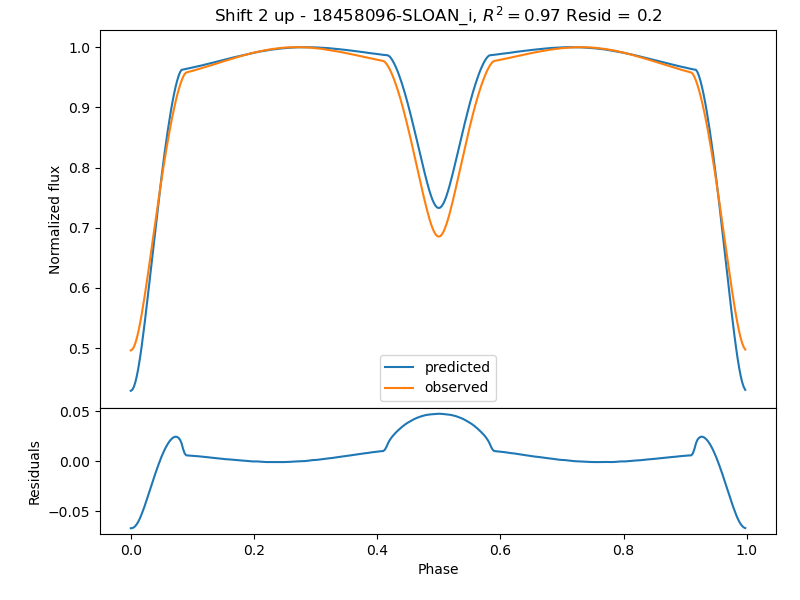 Shift 2 up - 18458096-SLOAN_i, R² = 0.97 Resid = 0.2
1.0
0.9
0.8
0.7
0.6
0.5
Normalized flux
predicted
observed
0.05
0.00
−0.05
Residuals
0.0 0.2 0.4 0.6 0.8 1.0
Phase